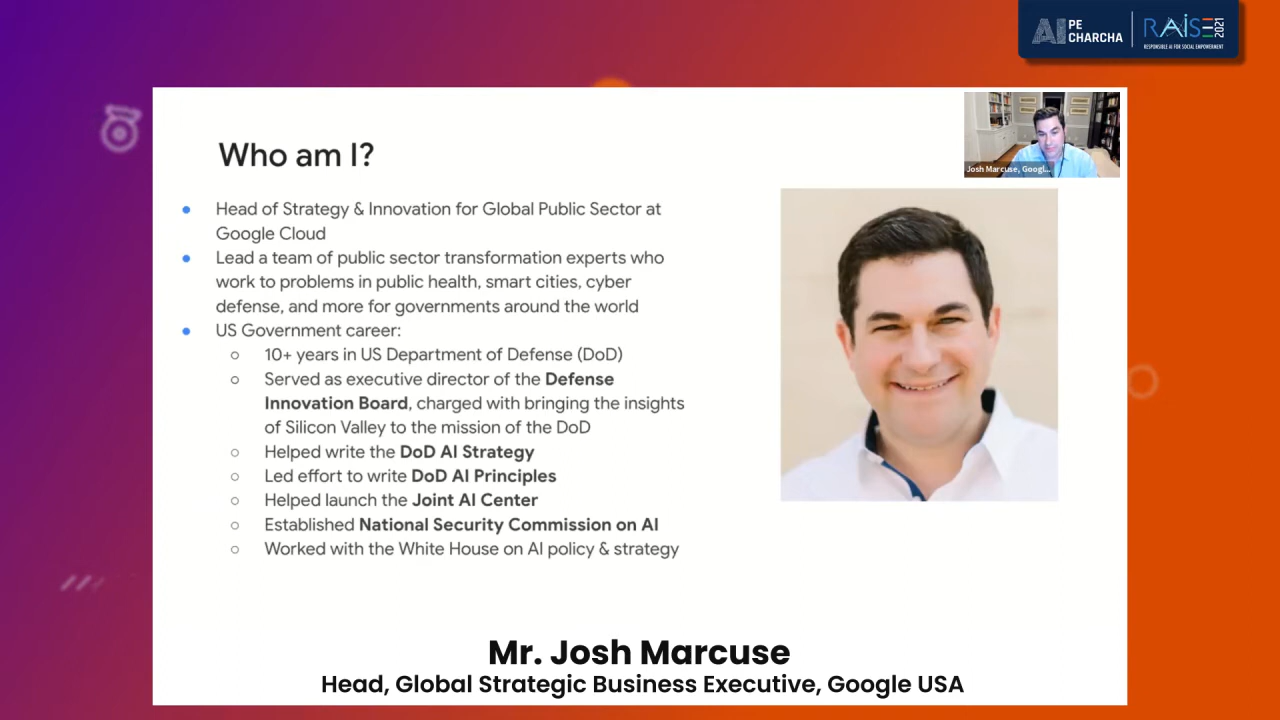 AI PE CHARCHA
RAISE 2021
RESPONSIBLE AI FOR SOCIAL EMPOWERMENT
Josh Marcuse, Googl...
Who am I?
● Head of Strategy & Innovation for Global Public Sector at
Google Cloud
● Lead a team of public sector transformation experts who
work to problems in public health, smart cities, cyber
defense, and more for governments around the world
● US Government career:
○ 10+ years in US Department of Defense (DoD)
○ Served as executive director of the Defense
Innovation Board, charged with bringing the insights
of Silicon Valley to the mission of the DoD
○ Helped write the DoD AI Strategy
○ Led effort to write DoD AI Principles
○ Helped launch the Joint AI Center
○ Established National Security Commission on AI
○ Worked with the White House on AI policy & strategy
Mr. Josh Marcuse
Head, Global Strategic Business Executive, Google USA